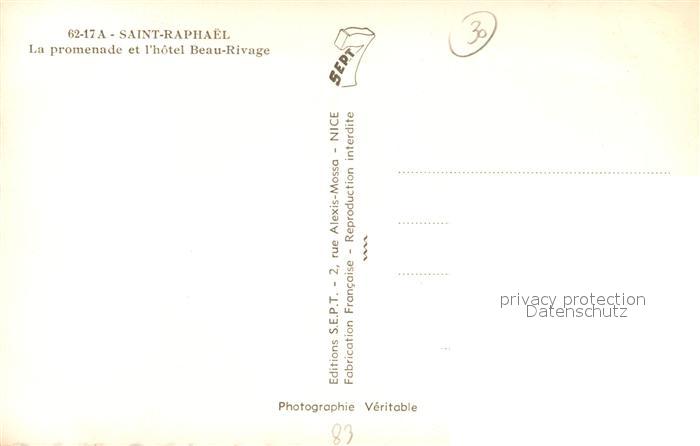 62-17A - SAINT-RAPHAËL
La promenade et l'hôtel Beau-Rivage
SEPT
7
30
Editions S.E.P.T. - 2, rue Alexis-Mossa - NICE
Fabrication Française - Reproduction interdite
privacy protection
Datenschutz
Photographie Véritable
83